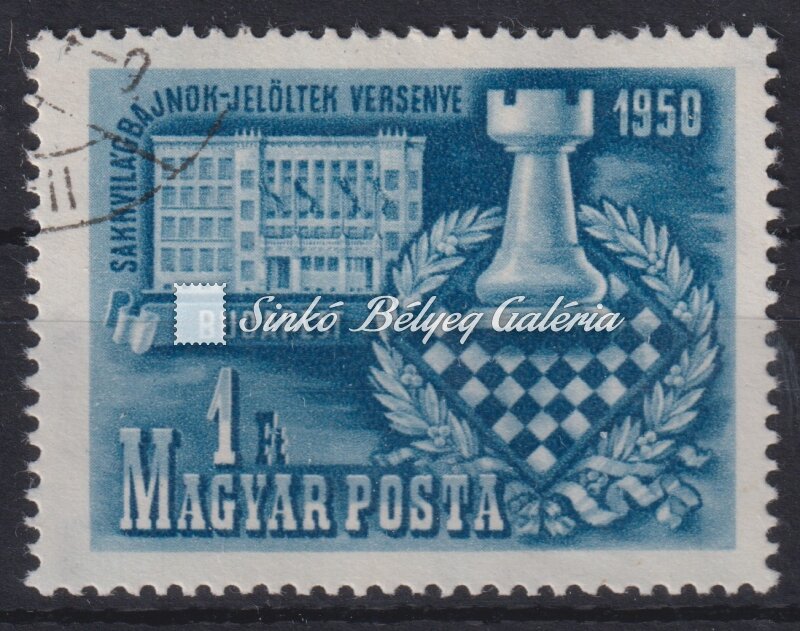 SAKKVILÁGBAJNOK-JELÖLTEK VERSENYE
1950
Sinkó Bélyeg Galéria
1 Ft
MAGYAR POSTA